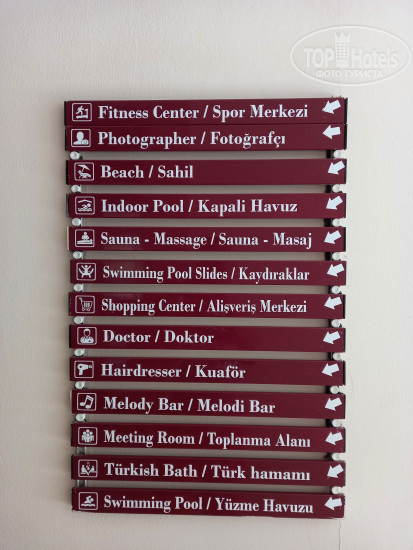 TOPHotels
ФОТО ТУРИСТА
Fitness Center / Spor Merkezi
Photographer / Fotoğrafçı
Beach / Sahil
Indoor Pool / Kapali Havuz
Sauna - Massage / Sauna - Masaj
Swimming Pool Slides / Kaydıraklar
Shopping Center / Alişveriş Merkezi
Doctor / Doktor
Hairdresser / Kuaför
Melody Bar / Melodi Bar
Meeting Room / Toplanma Alanı
Türkish Bath / Türk hamamı
Swimming Pool / Yüzme Havuzu